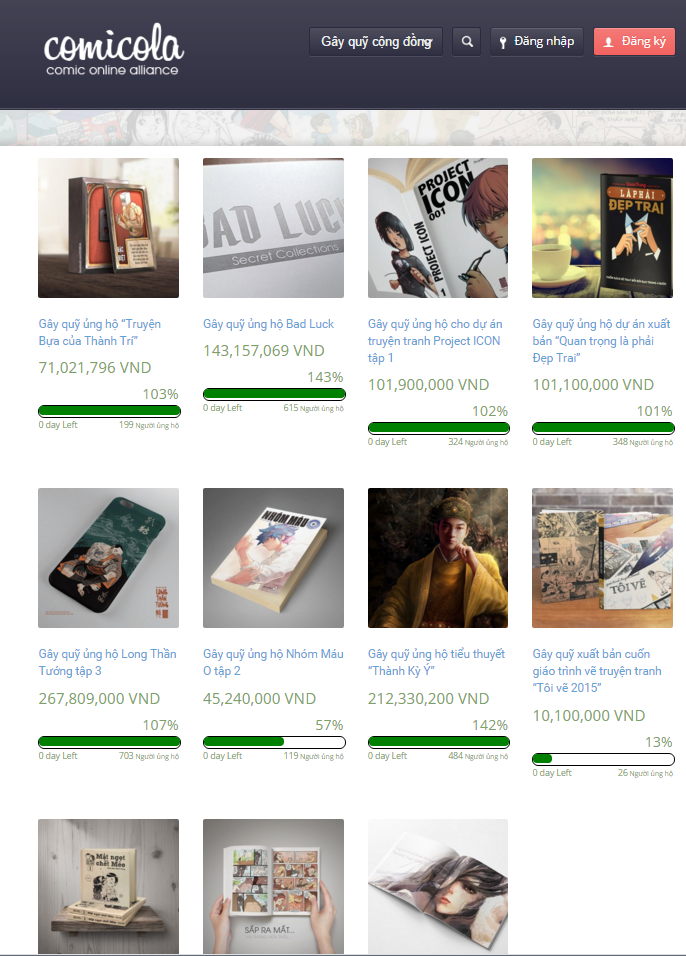 comicola
comic online alliance
Gây quỹ cộng đồng
Đăng nhập
Đăng ký
BAD LUCK
Secret Collections
PROJECT
ICON
001
PROJECT ICON
1
LÀ PHẢI
ĐẸP TRAI
Gây quỹ ủng hộ “Truyện
Bựa của Thành Trí”
71,021,796 VND
103%
0 day Left
199 Người ủng hộ
Gây quỹ ủng hộ Bad Luck
143,157,069 VND
143%
0 day Left
615 Người ủng hộ
Gây quỹ ủng hộ cho dự án
truyện tranh Project ICON
tập 1
101,900,000 VND
102%
0 day Left
324 Người ủng hộ
Gây quỹ ủng hộ dự án xuất
bản “Quan trọng là phải
Đẹp Trai”
101,100,000 VND
101%
0 day Left
348 Người ủng hộ
LONG
THẦN
TƯỚNG
NHÓM MÁU
TÔI VẼ
Gây quỹ ủng hộ Long Thần
Tướng tập 3
267,809,000 VND
107%
0 day Left
703 Người ủng hộ
Gây quỹ ủng hộ Nhóm Máu
O tập 2
45,240,000 VND
57%
0 day Left
119 Người ủng hộ
Gây quỹ ủng hộ tiểu thuyết
“Thành Kỳ Ý”
212,330,200 VND
142%
0 day Left
484 Người ủng hộ
Gây quỹ xuất bản cuốn
giáo trình vẽ truyện tranh
“Tôi vẽ 2015”
10,100,000 VND
13%
0 day Left
26 Người ủng hộ
Mật ngọt
chết Mèo
SẮP RA MẮT...